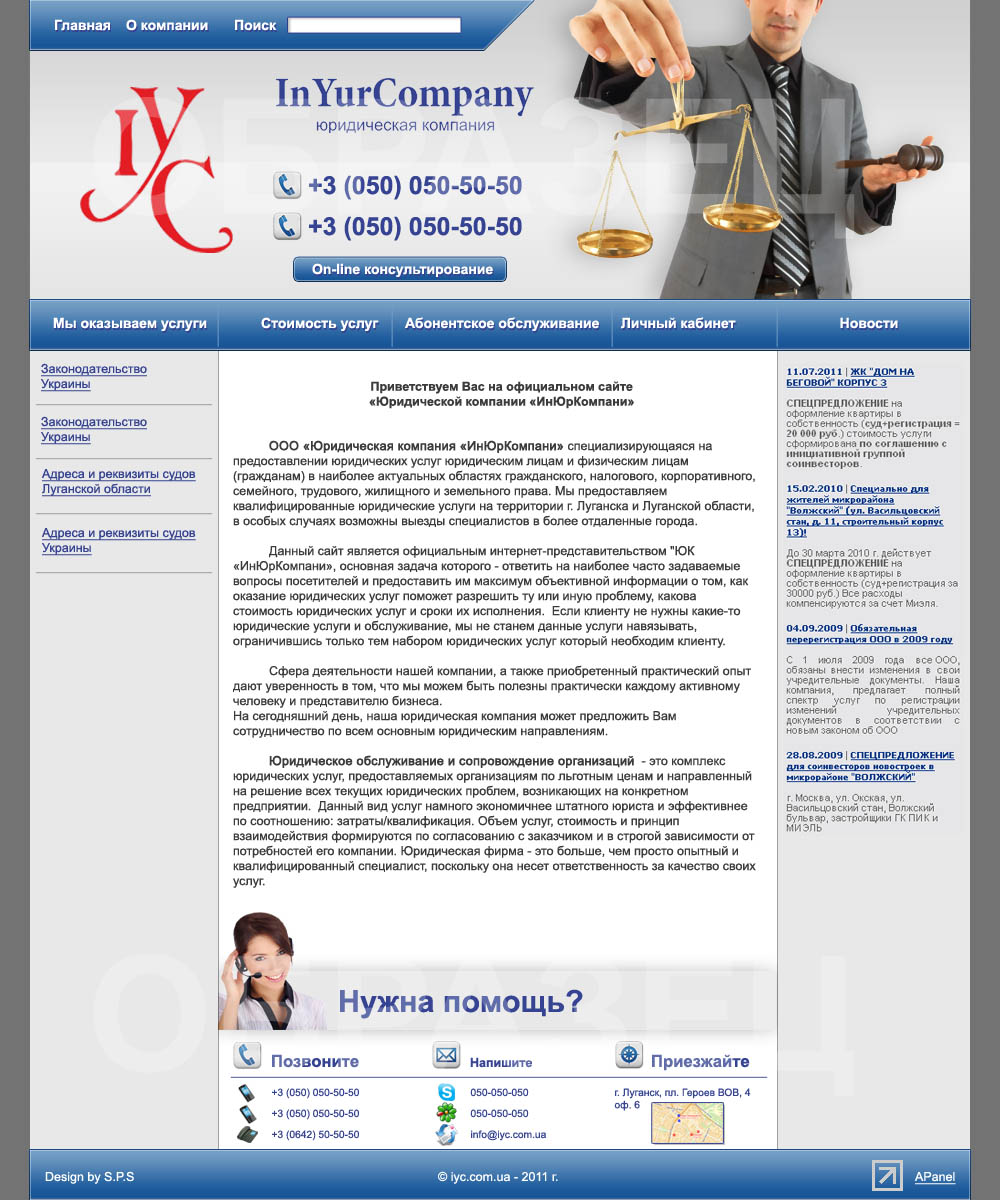 Главная О компании Поиск
ОБРАЗЕЦ
IYC
InYurCompany
юридическая компания
+3 (050) 050-50-50
+3 (050) 050-50-50
On-line консультирование
Мы оказываем услуги Стоимость услуг Абонентское обслуживание Личный кабинет Новости
Законодательство
Украины
Законодательство
Украины
Адреса и реквизиты судов
Луганской области
Адреса и реквизиты судов
Украины
Приветствуем Вас на официальном сайте
«Юридической компании «ИнЮрКомпани»
ООО «Юридическая компания «ИнЮрКомпани» специализирующаяся на
предоставлении юридических услуг юридическим лицам и физическим лицам
(гражданам) в наиболее актуальных областях гражданского, налогового, корпоративного,
семейного, трудового, жилищного и земельного права. Мы предоставляем
квалифицированные юридические услуги на территории г. Луганска и Луганской области,
в особых случаях возможны выезды специалистов в более отдаленные города.
Данный сайт является официальным интернет-представительством "ЮК
«ИнЮрКомпани», основная задача которого - ответить на наиболее часто задаваемые
вопросы посетителей и предоставить им максимум объективной информации о том, как
оказание юридических услуг поможет разрешить ту или иную проблему, какова
стоимость юридических услуг и сроки их исполнения. Если клиенту не нужны какие-то
юридические услуги и обслуживание, мы не станем данные услуги навязывать,
ограничившись только тем набором юридических услуг который необходим клиенту.
Сфера деятельности нашей компании, а также приобретенный практический опыт
дают уверенность в том, что мы можем быть полезны практически каждому активному
человеку и представителю бизнеса.
На сегодняшний день, наша юридическая компания может предложить Вам
сотрудничество по всем основным юридическим направлениям.
Юридическое обслуживание и сопровождение организаций - это комплекс
юридических услуг, предоставляемых организациям по льготным ценам и направленный
на решение всех текущих юридических проблем, возникающих на конкретном
предприятии. Данный вид услуг намного экономичнее штатного юриста и эффективнее
по соотношению: затраты/квалификация. Объем услуг, стоимость и принцип
взаимодействия формируются по согласованию с заказчиком и в строгой зависимости от
потребностей его компании. Юридическая фирма - это больше, чем просто опытный и
квалифицированный специалист, поскольку она несет ответственность за качество своих
услуг.
11.07.2011 | ЖК "ДОМ НА
БЕГОВОЙ" КОРПУС 3
СПЕЦПРЕДЛОЖЕНИЕ на
оформление квартиры в
собственность (суд+регистрация =
20 000 руб.) стоимость услуги
сформирована по соглашению с
инициативной группой
соинвесторов.
15.02.2010 | Специально для
жителей микрорайона
"Волжский" (ул. Васильцовский
стан, д. 11, строительный корпус
13)!
До 30 марта 2010 г. действует
СПЕЦПРЕДЛОЖЕНИЕ на
оформление квартиры в
собственность (суд+регистрация за
30000 руб.) Все расходы
компенсируются за счет Миэля.
04.09.2009 | Обязательная
перерегистрация ООО в 2009 году
С 1 июля 2009 года все ООО,
обязаны внести изменения в свои
учредительные документы. Наша
компания, предлагает полный
спектр услуг по регистрации
изменений учредительных
документов в соответствии с
новым законом об ООО
28.08.2009 | СПЕЦПРЕДЛОЖЕНИЕ
для соинвесторов новостроек в
микрорайоне "ВОЛЖСКИЙ"
г. Москва, ул. Окская, ул.
Васильцовский стан, Волжский
бульвар, застройщики ГК ПИК и
МИЭЛЬ
ОБРАЗЕЦ
Нужна помощь?
Позвоните Напишите Приезжайте
+3 (050) 050-50-50 050-050-050 г. Луганск, пл. Героев ВОВ, 4
оф. 6
+3 (050) 050-50-50 050-050-050
+3 (0642) 50-50-50 info@iyc.com.ua
Design by S.P.S © iyc.com.ua - 2011 г. APanel